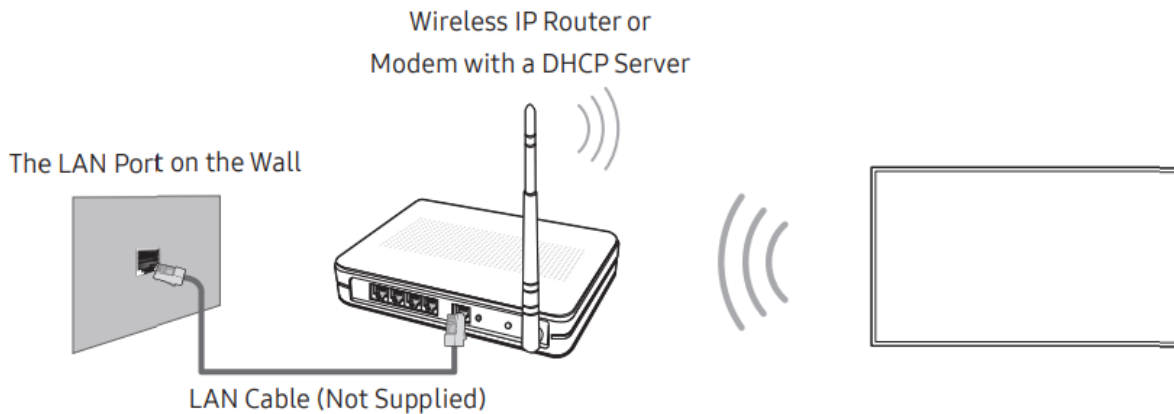 Wireless IP Router or
Modem with a DHCP Server
The LAN Port on the Wall
LAN Cable (Not Supplied)